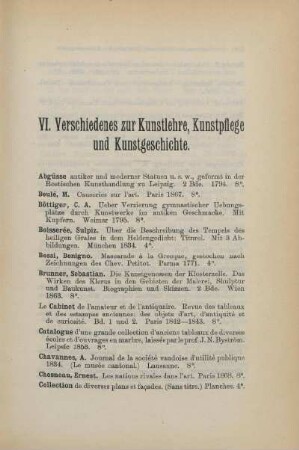 VI. Verschiedenes zur Kunstlehre, Kunstpflege
und Kunstgeschichte.
Abgüsse antiker und moderner Statuen u. s. w., geformt in der
Rostischen Kunsthandlung zu Leipzig. 2 Bde. 1794. 8°.
Beulé, H. Causeries sur l'art. Paris 1867. 8°.
Böttiger, C. A. Ueber Verzierung gymnastischer Uebungs-
plätze durch Kunstwerke im antiken Geschmacke. Mit
Kupfern. Weimar 1795. 8°.
Boisserée, Sulpiz. Über die Beschreibung des Tempels des
heiligen Grales in dem Heldengedicht: Titurel. Mit 3 Ab-
bildungen. München 1834. 4°.
Bossi, Benigno. Mascarade à la Grecque, gesochen nach
Zeichnungen des Chev. Petitot. Parma 1771. 4°.
Brunner, Sebastian. Die Kunstgenossen der Klosterzelle. Das
Wirken des Klerus in den Gebieten der Malerei, Skulptur
und Baukunst. Biographien und Skizzen. 2 Bde. Wien
1863. 8°.
Le Cabinet de l'amateur et de l'antiquaire. Revue des tableaux
et des estampes anciennes, des objets d'art, d'antiquité
et de curiosité. Bd. 1 und 2. Paris 1842—1843. 8°.
Catalogue d'une grande collection d'anciens tableaux de diverses
écoles et d'ouvrages en marbre, laissés par le prof. J. N. Byström.
Leipsic 1850. 8°.
Chavannes, A. Journal de la société vaudoise d'utilité publique
1834. (Le musée cantonal.) Lausanne. 8°.
Chesneau, Ernest. Les nations rivales dans l'art. Paris 1868. 8°.
Collection de diverses plans et façades. (Sans titre.) Planches. 4°.